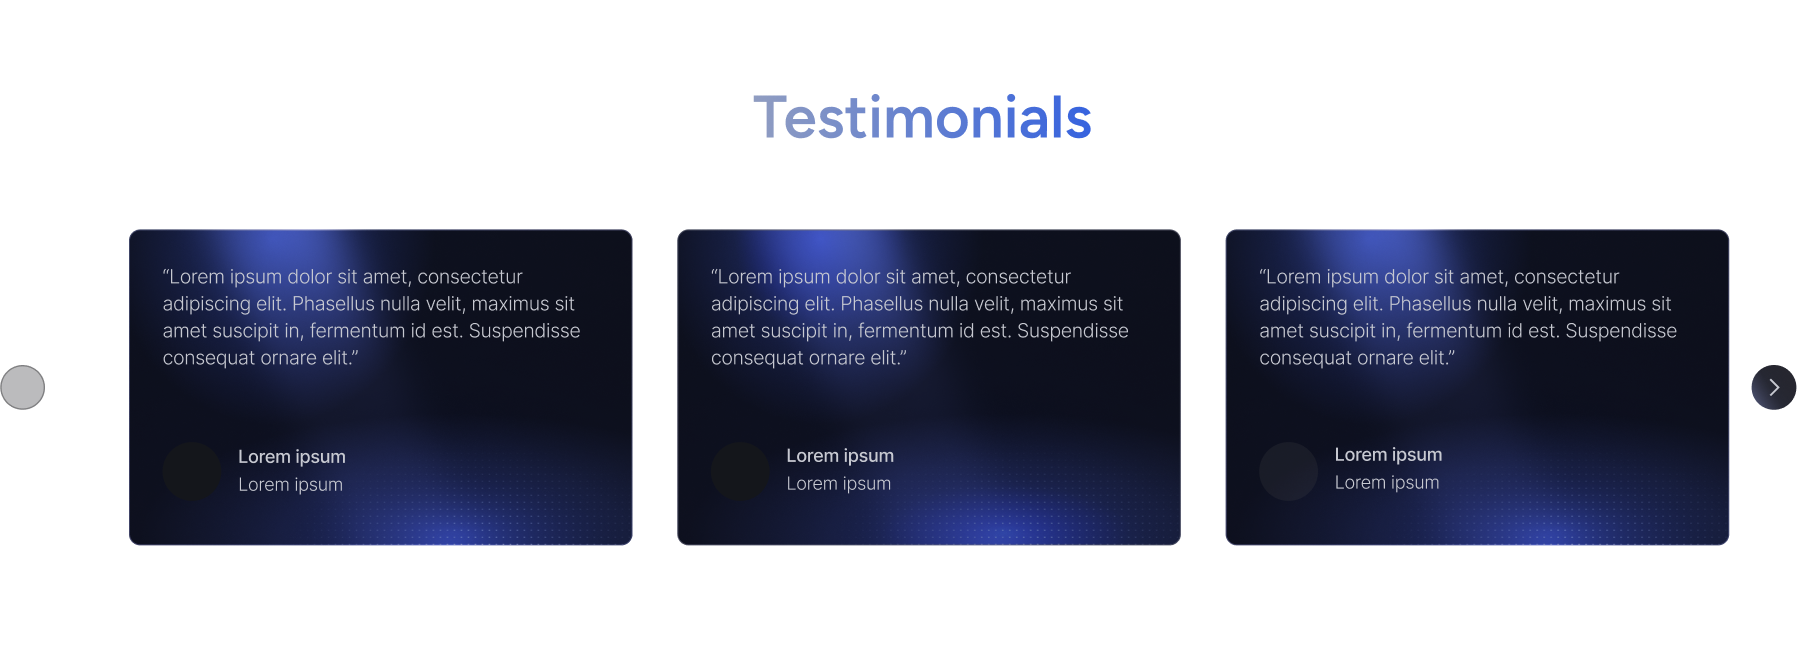 Testimonials
“Lorem ipsum dolor sit amet, consectetur
adipiscing elit. Phasellus nulla velit, maximus sit
amet suscipit in, fermentum id est. Suspendisse
consequat ornare elit.”
Lorem ipsum
Lorem ipsum
“Lorem ipsum dolor sit amet, consectetur
adipiscing elit. Phasellus nulla velit, maximus sit
amet suscipit in, fermentum id est. Suspendisse
consequat ornare elit.”
Lorem ipsum
Lorem ipsum
“Lorem ipsum dolor sit amet, consectetur
adipiscing elit. Phasellus nulla velit, maximus sit
amet suscipit in, fermentum id est. Suspendisse
consequat ornare elit.”
Lorem ipsum
Lorem ipsum